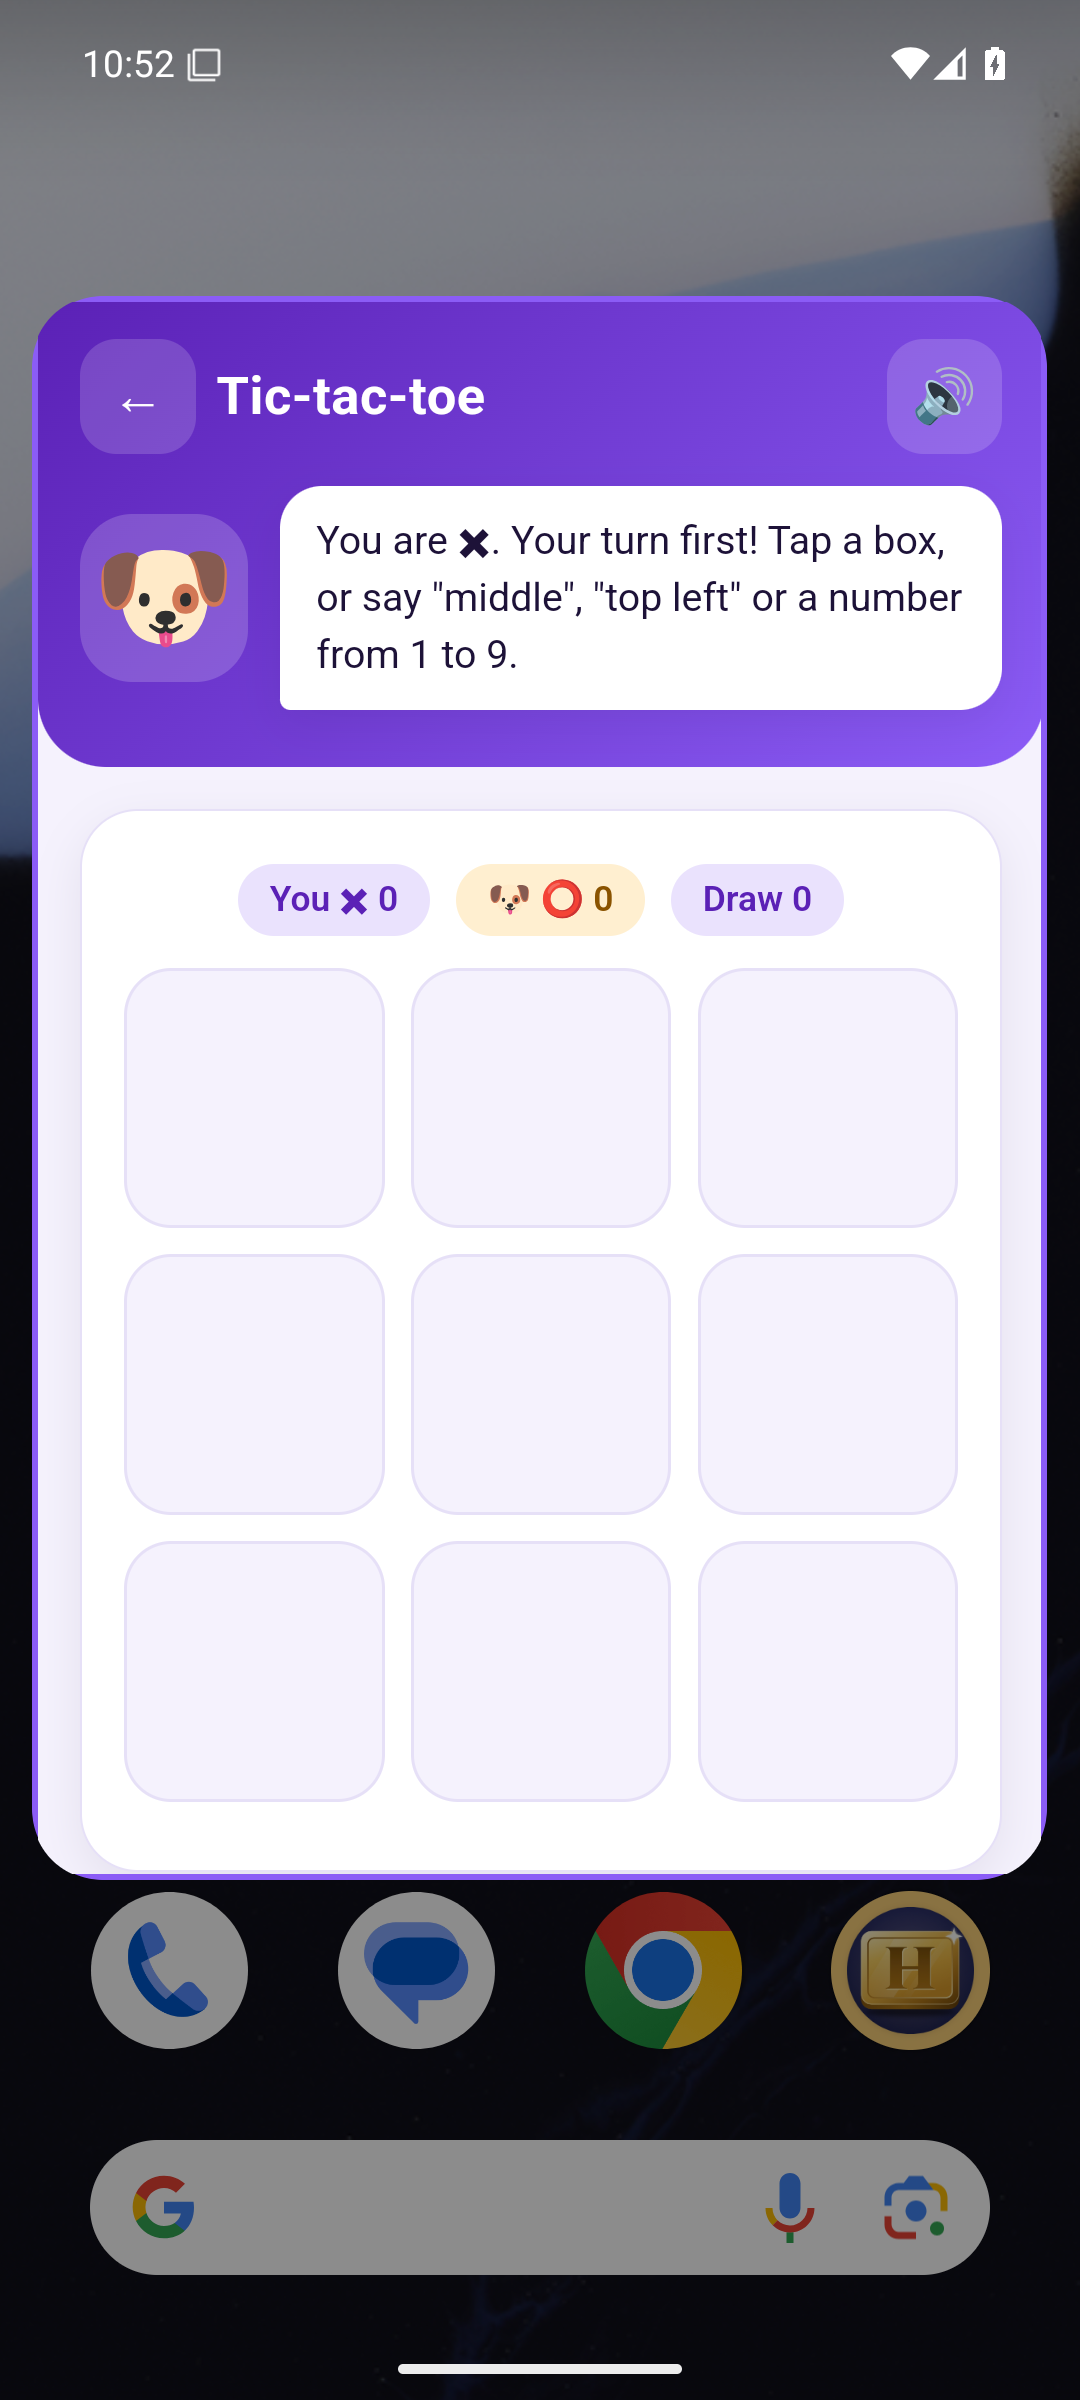 10:52
← Tic-tac-toe
You are ✖. Your turn first! Tap a box,
or say "middle", "top left" or a number
from 1 to 9.
You ✖ 0
🐶 ⭕ 0
Draw 0
H
G